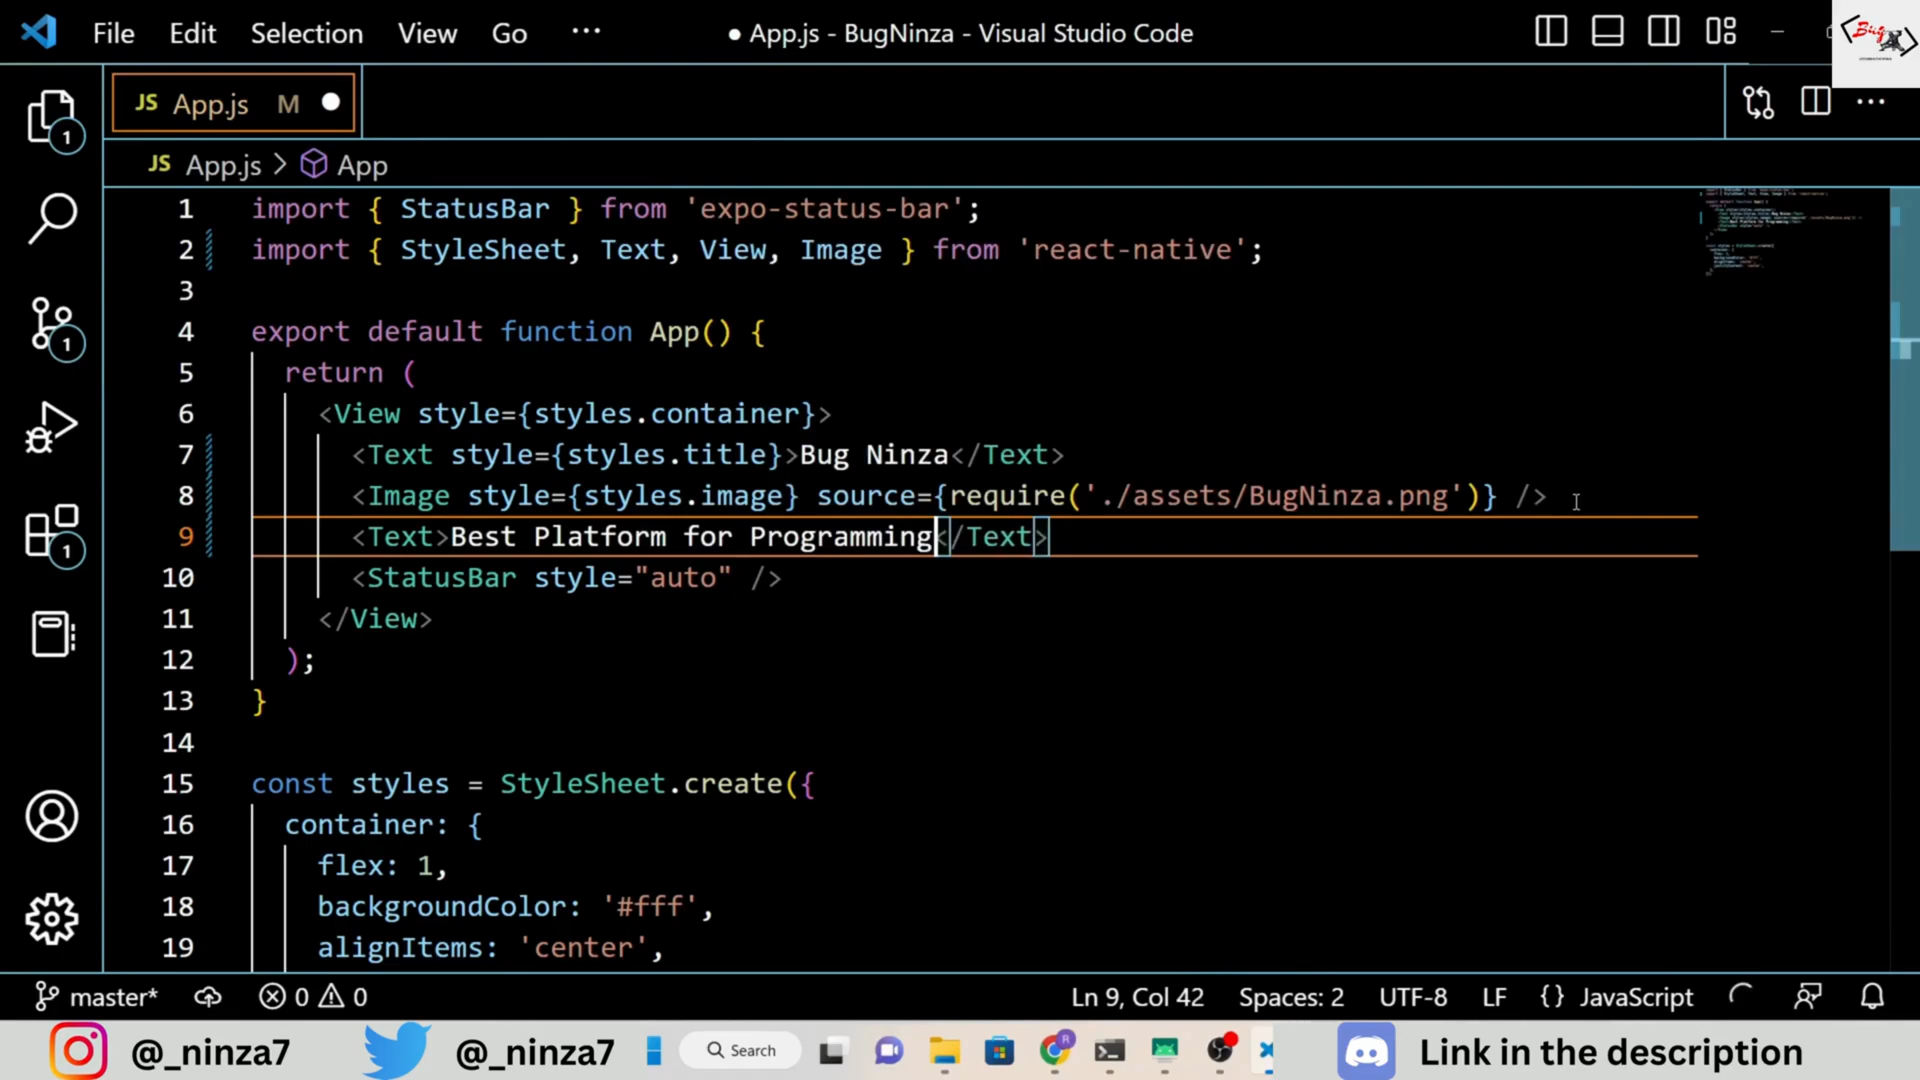 File Edit Selection View Go ··· ● App.js - BugNinza - Visual Studio Code
Bug
JS App.js M ●
JS App.js > App
1 import { StatusBar } from 'expo-status-bar';
2 import { StyleSheet, Text, View, Image } from 'react-native';
3
4 export default function App() {
5 return (
6 <View style={styles.container}>
7 <Text style={styles.title}>Bug Ninza</Text>
8 <Image style={styles.image} source={require('./assets/BugNinza.png')} />
9 <Text>Best Platform for Programming</Text>
10 <StatusBar style="auto" />
11 </View>
12 );
13 }
14
15 const styles = StyleSheet.create({
16 container: {
17 flex: 1,
18 backgroundColor: '#fff',
19 alignItems: 'center',
1
1
1
master* 0 0 Ln 9, Col 42 Spaces: 2 UTF-8 LF {} JavaScript
@_ninza7 @_ninza7 Search R Link in the description